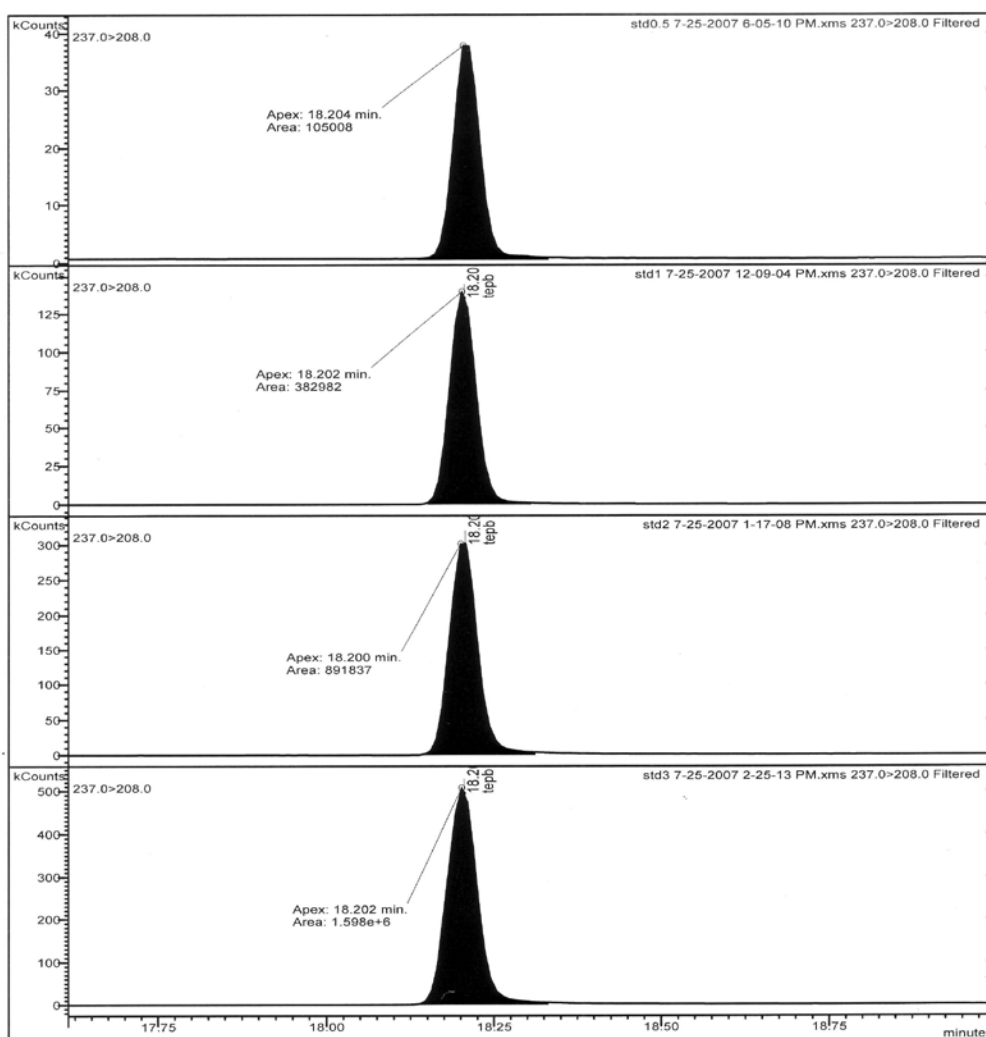 kCounts
std0.5 7-25-2007 6-05-10 PM.xms 237.0>208.0 Filtered
40
237.0>208.0
Apex: 18.204 min.
Area: 105008
30
20
10
0
kCounts
std1 7-25-2007 12-09-04 PM.xms 237.0>208.0 Filtered
237.0>208.0
18.20
tepb
125
100
Apex: 18.202 min.
Area: 382982
75
50
25
0
kCounts
std2 7-25-2007 1-17-08 PM.xms 237.0>208.0 Filtered
237.0>208.0
tepb
300
250
200
150
Apex: 18.200 min.
Area: 891837
100
50
0
kCounts
std3 7-25-2007 2-25-13 PM.xms 237.0>208.0 Filtered
237.0>208.0
tepb
500
400
300
Apex: 18.202 min.
Area: 1.598e+6
200
100
0
17.75 18.00 18.25 18.50 18.75
minute